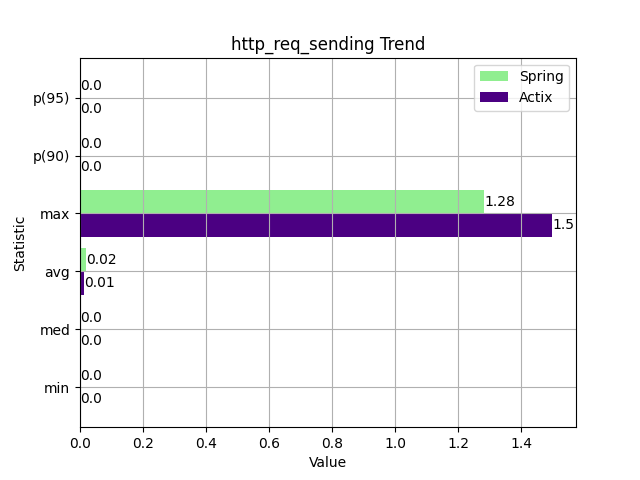 http_req_sending Trend
Spring
Actix
Statistic
p(95)
0.0
0.0
p(90)
0.0
0.0
max
1.28
1.5
avg
0.02
0.01
med
0.0
0.0
min
0.0
0.0
0.0 0.2 0.4 0.6 0.8 1.0 1.2 1.4
Value